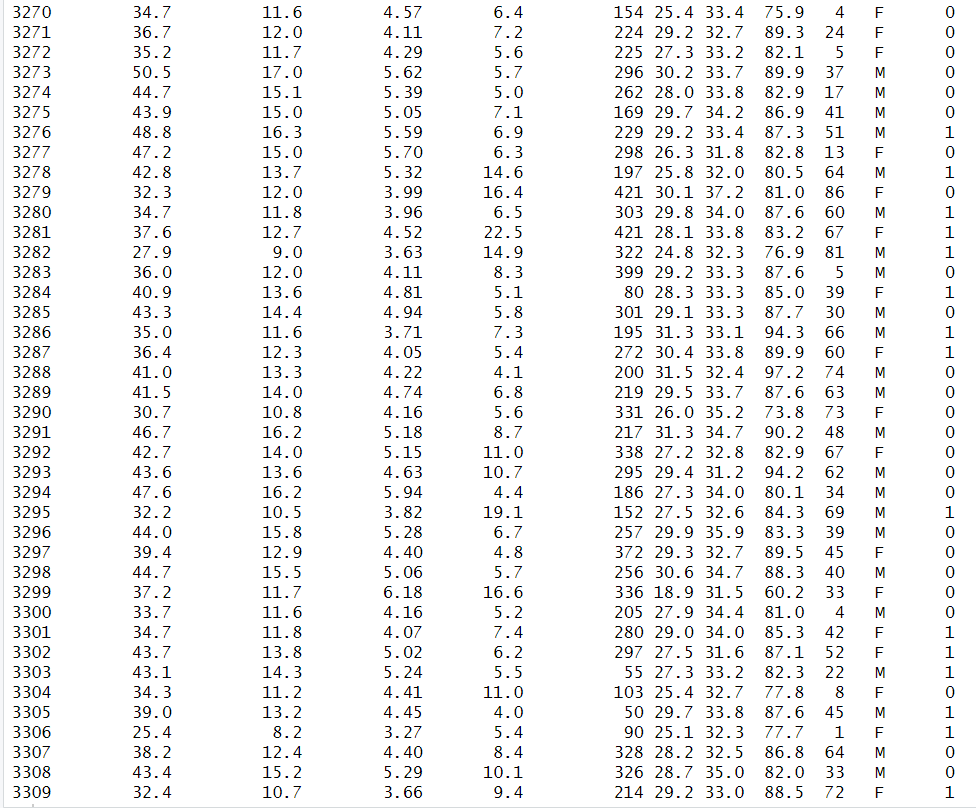 3270 34.7 11.6 4.57 6.4 154 25.4 33.4 75.9 4 F 0
3271 36.7 12.0 4.11 7.2 224 29.2 32.7 89.3 24 F 0
3272 35.2 11.7 4.29 5.6 225 27.3 33.2 82.1 5 F 0
3273 50.5 17.0 5.62 5.7 296 30.2 33.7 89.9 37 M 0
3274 44.7 15.1 5.39 5.0 262 28.0 33.8 82.9 17 M 0
3275 43.9 15.0 5.05 7.1 169 29.7 34.2 86.9 41 M 0
3276 48.8 16.3 5.59 6.9 229 29.2 33.4 87.3 51 M 1
3277 47.2 15.0 5.70 6.3 298 26.3 31.8 82.8 13 F 0
3278 42.8 13.7 5.32 14.6 197 25.8 32.0 80.5 64 M 1
3279 32.3 12.0 3.99 16.4 421 30.1 37.2 81.0 86 F 0
3280 34.7 11.8 3.96 6.5 303 29.8 34.0 87.6 60 M 1
3281 37.6 12.7 4.52 22.5 421 28.1 33.8 83.2 67 F 1
3282 27.9 9.0 3.63 14.9 322 24.8 32.3 76.9 81 M 1
3283 36.0 12.0 4.11 8.3 399 29.2 33.3 87.6 5 M 0
3284 40.9 13.6 4.81 5.1 80 28.3 33.3 85.0 39 F 1
3285 43.3 14.4 4.94 5.8 301 29.1 33.3 87.7 30 M 0
3286 35.0 11.6 3.71 7.3 195 31.3 33.1 94.3 66 M 1
3287 36.4 12.3 4.05 5.4 272 30.4 33.8 89.9 60 F 1
3288 41.0 13.3 4.22 4.1 200 31.5 32.4 97.2 74 M 0
3289 41.5 14.0 4.74 6.8 219 29.5 33.7 87.6 63 M 0
3290 30.7 10.8 4.16 5.6 331 26.0 35.2 73.8 73 F 0
3291 46.7 16.2 5.18 8.7 217 31.3 34.7 90.2 48 M 0
3292 42.7 14.0 5.15 11.0 338 27.2 32.8 82.9 67 F 0
3293 43.6 13.6 4.63 10.7 295 29.4 31.2 94.2 62 M 0
3294 47.6 16.2 5.94 4.4 186 27.3 34.0 80.1 34 M 0
3295 32.2 10.5 3.82 19.1 152 27.5 32.6 84.3 69 M 1
3296 44.0 15.8 5.28 6.7 257 29.9 35.9 83.3 39 M 0
3297 39.4 12.9 4.40 4.8 372 29.3 32.7 89.5 45 F 0
3298 44.7 15.5 5.06 5.7 256 30.6 34.7 88.3 40 M 0
3299 37.2 11.7 6.18 16.6 336 18.9 31.5 60.2 33 F 0
3300 33.7 11.6 4.16 5.2 205 27.9 34.4 81.0 4 M 0
3301 34.7 11.8 4.07 7.4 280 29.0 34.0 85.3 42 F 1
3302 43.7 13.8 5.02 6.2 297 27.5 31.6 87.1 52 F 1
3303 43.1 14.3 5.24 5.5 55 27.3 33.2 82.3 22 M 1
3304 34.3 11.2 4.41 11.0 103 25.4 32.7 77.8 8 F 0
3305 39.0 13.2 4.45 4.0 50 29.7 33.8 87.6 45 M 1
3306 25.4 8.2 3.27 5.4 90 25.1 32.3 77.7 1 F 1
3307 38.2 12.4 4.40 8.4 328 28.2 32.5 86.8 64 M 0
3308 43.4 15.2 5.29 10.1 326 28.7 35.0 82.0 33 M 0
3309 32.4 10.7 3.66 9.4 214 29.2 33.0 88.5 72 F 1